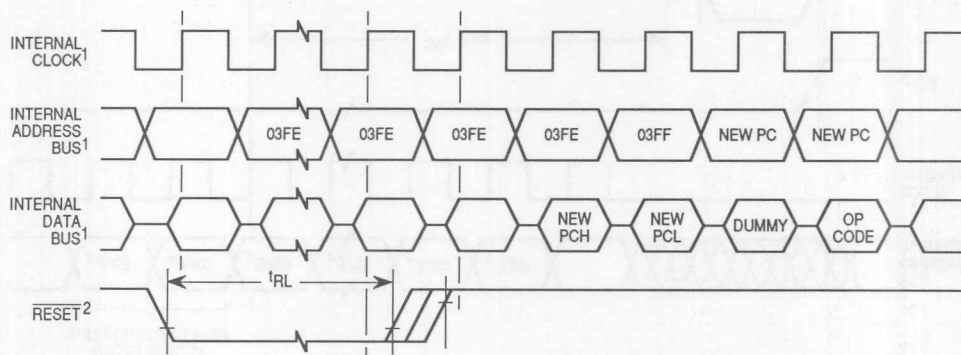 INTERNAL
CLOCK1
INTERNAL
ADDRESS
BUS1
03FE
03FE
03FE
03FE
03FF
NEW PC
NEW PC
INTERNAL
DATA
BUS1
NEW
PCH
NEW
PCL
DUMMY
OP
CODE
tRL
RESET2